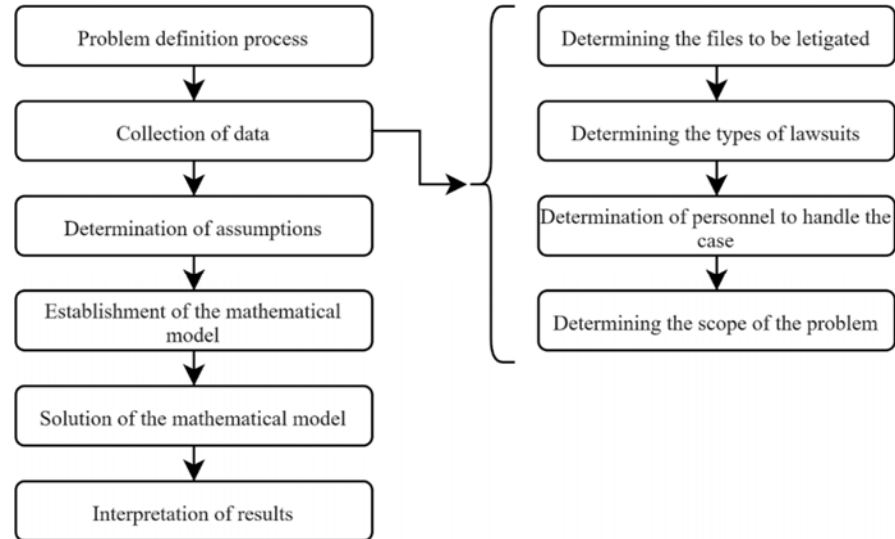 Problem definition process
Collection of data
Determination of assumptions
Establishment of the mathematical
model
Solution of the mathematical model
Interpretation of results
Determining the files to be letigated
Determining the types of lawsuits
Determination of personnel to handle the
case
Determining the scope of the problem